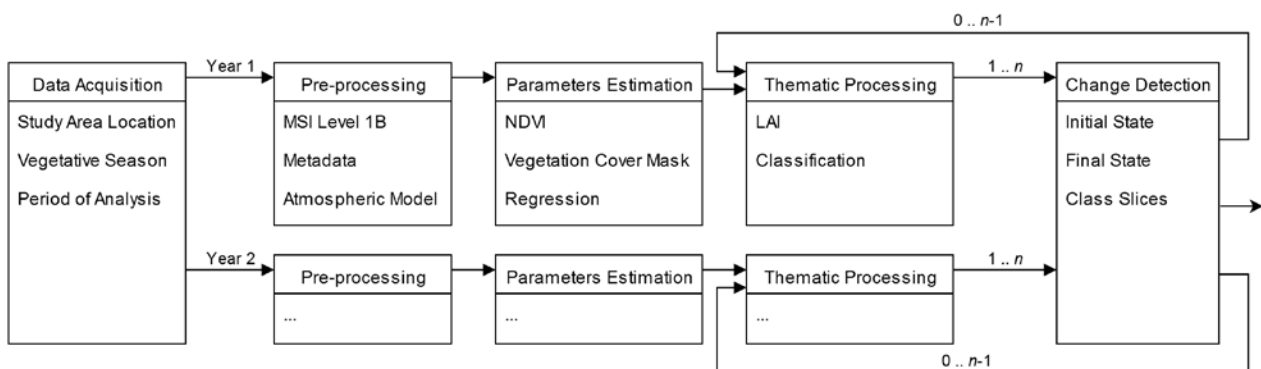 0 .. n-1
Year 1
1 .. n
Data Acquisition
Study Area Location
Vegetative Season
Period of Analysis
Pre-processing
MSI Level 1B
Metadata
Atmospheric Model
Parameters Estimation
NDVI
Vegetation Cover Mask
Regression
Thematic Processing
LAI
Classification
Change Detection
Initial State
Final State
Class Slices
Year 2
1 .. n
Pre-processing
...
Parameters Estimation
...
Thematic Processing
...
0 .. n-1